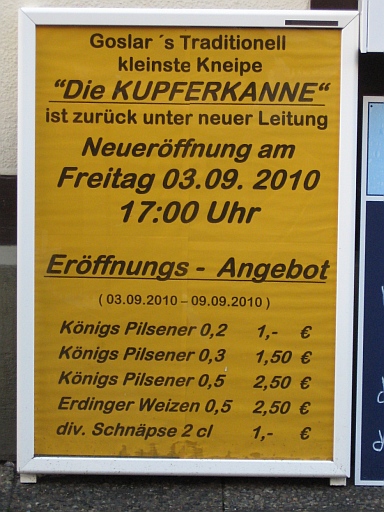 Goslar ´s Traditionell
kleinste Kneipe
“Die KUPFERKANNE“
ist zurück unter neuer Leitung
Neueröffnung am
Freitag 03.09. 2010
17:00 Uhr
Eröffnungs - Angebot
( 03.09.2010 – 09.09.2010 )
Königs Pilsener 0,2 1,- €
Königs Pilsener 0,3 1,50 €
Königs Pilsener 0,5 2,50 €
Erdinger Weizen 0,5 2,50 €
div. Schnäpse 2 cl 1,- €